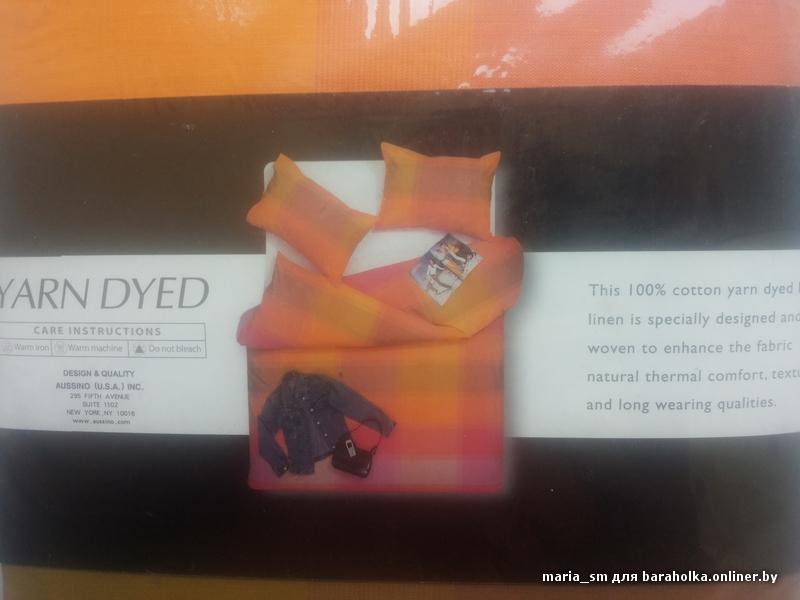 YARN DYED
CARE INSTRUCTIONS
Warm iron Warm machine Do not bleach
DESIGN & QUALITY
AUSSINO (U.S.A.) INC.
295 FIFTH AVENUE
SUITE 1102
NEW YORK, NY 10016
www.aussino.com
This 100% cotton yarn dyed
linen is specially designed and
woven to enhance the fabric
natural thermal comfort,
and long wearing qualities.
maria_sm для baraholka.onliner.by